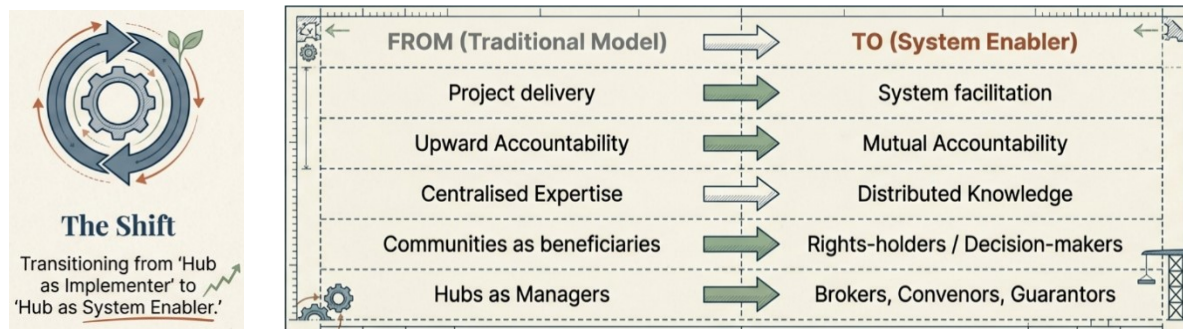 The Shift
Transitioning from ‘Hub
as Implementer’ to
‘Hub as System Enabler.’
FROM (Traditional Model) TO (System Enabler)
Project delivery System facilitation
Upward Accountability Mutual Accountability
Centralised Expertise Distributed Knowledge
Communities as beneficiaries Rights-holders / Decision-makers
Hubs as Managers Brokers, Convenors, Guarantors